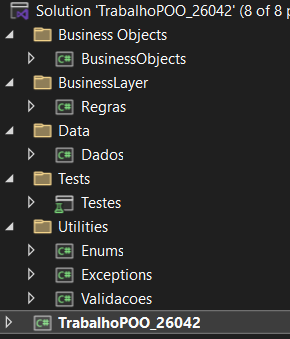 Solution 'TrabalhoPOO_26042' (8 of 8 p
Business Objects
C# BusinessObjects
BusinessLayer
C# Regras
Data
C# Dados
Tests
Testes
Utilities
C# Enums
C# Exceptions
C# Validacoes
C# TrabalhoPOO_26042